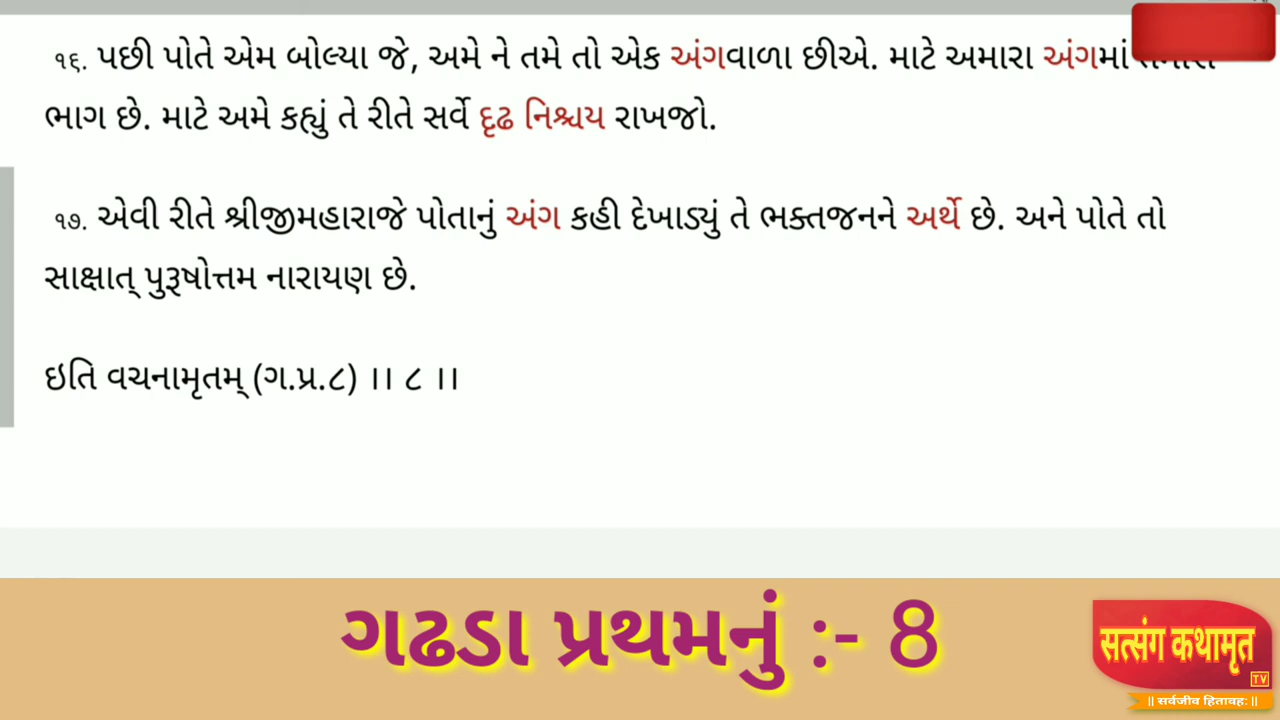 ૧૬. પછી પોતે એમ બોલ્યા જે, અમે ને તમે તો એક અંગવાળા છીએ. માટે અમારા અંગમાં
ભાગ છે. માટે અમે કહ્યું તે રીતે સર્વે દૃઢ નિશ્ચય રાખજો.
૧૭. એવી રીતે શ્રીજીમહારાજે પોતાનું અંગ કહી દેખાડ્યું તે ભક્તજનને અર્થે છે. અને પોતે તો
સાક્ષાત્ પુરૂષોત્તમ નારાયણ છે.
ઇતિ વચનામૃતમ્ (ગ.પ્ર.૮) ।। ૮ ।।
ગઢડા પ્રથમનું :- 8
सत्संग कथामृत
TV
|| सर्वजीव हितावहः ||